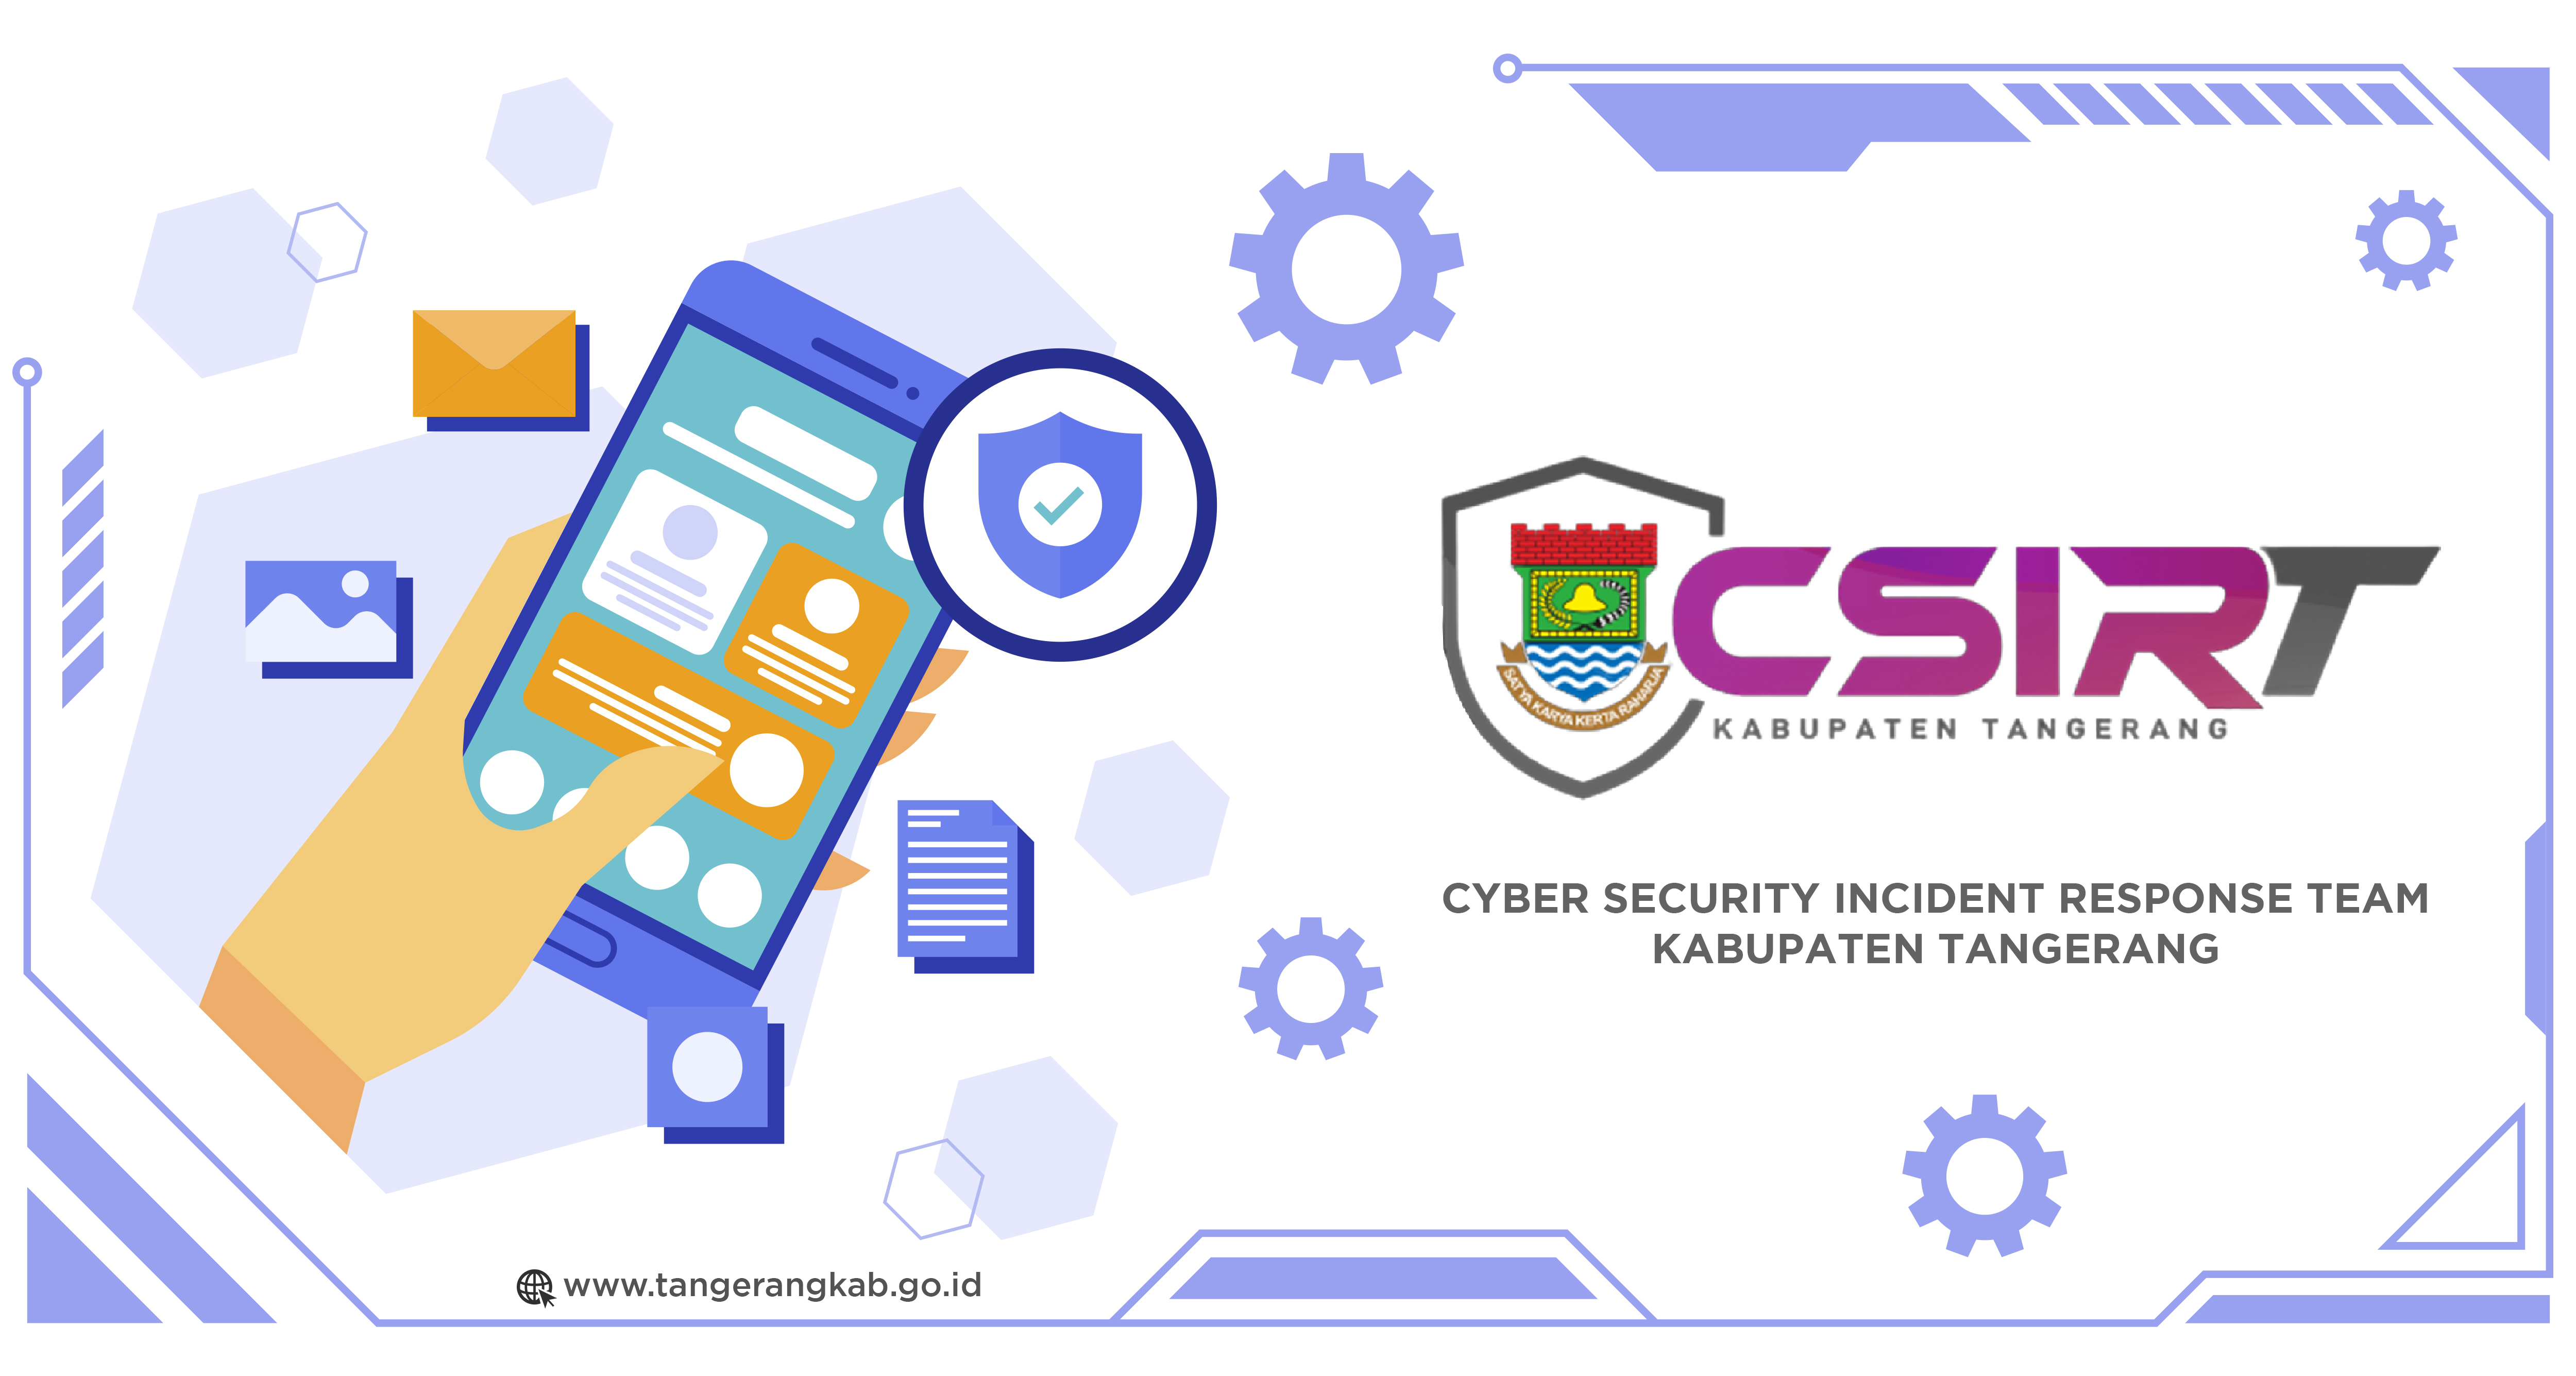 CSIRT
KABUPATEN TANGERANG
SATYA KARYA KERTA RAHARJA
CYBER SECURITY INCIDENT RESPONSE TEAM
KABUPATEN TANGERANG
www.tangerangkab.go.id